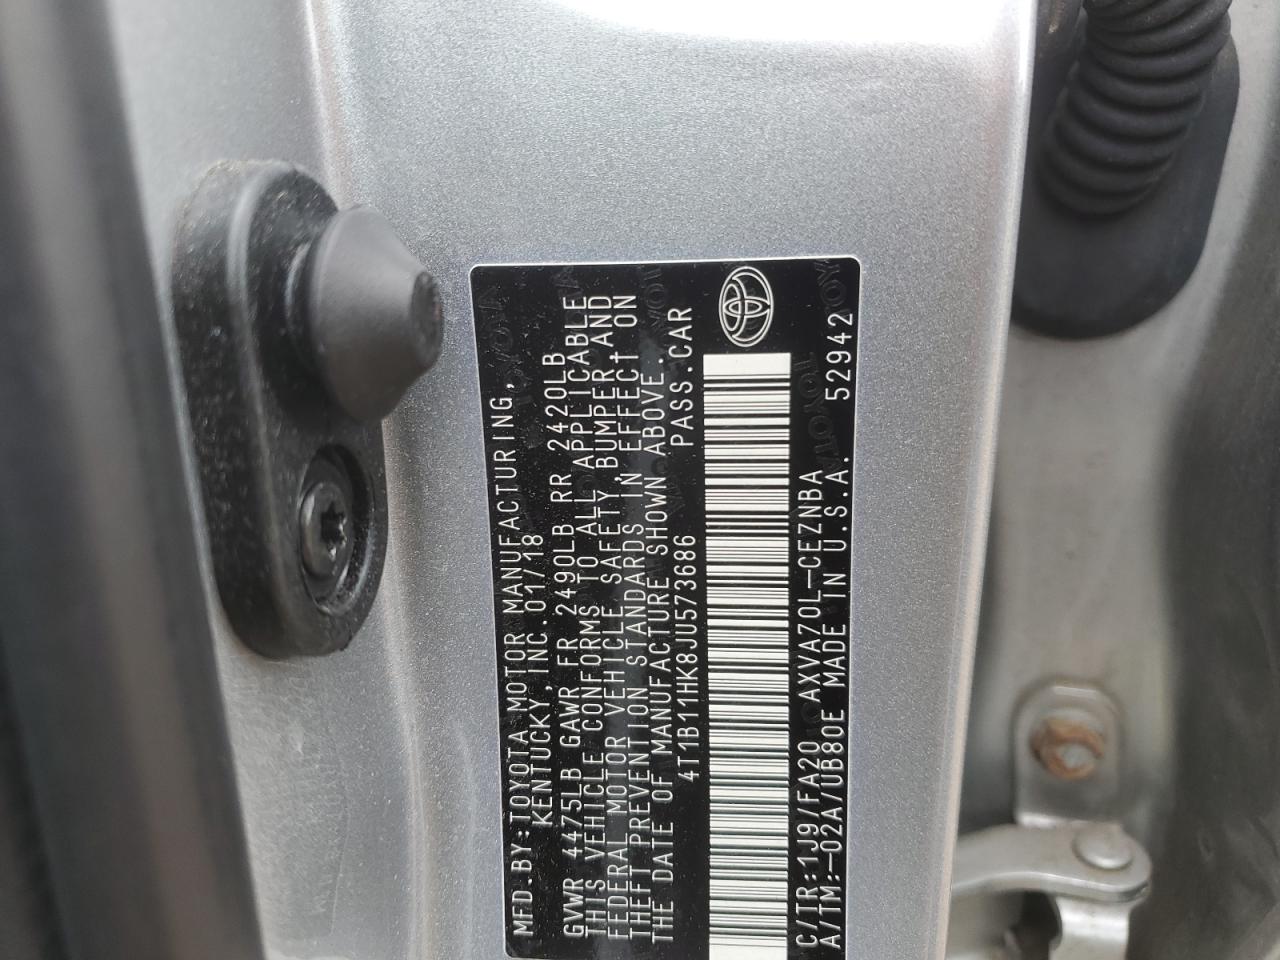 MFD.BY:TOYOTA MOTOR MANUFACTURING,
KENTUCKY,INC. 01/18
GVWR 4475LB GAWR FR 2490LB RR 2420LB
THIS VEHICLE CONFORMS TO ALL APPLICABLE
FEDERAL MOTOR VEHICLE SAFETY, BUMPER, AND
THEFT PREVENTION STANDARDS IN EFFECT ON
THE DATE OF MANUFACTURE SHOWN ABOVE.
4T1B11HK8JU573686 PASS.CAR
C/TR:1J9/FA20 AXVA70L-CEZNBA
A/TM:-02A/UB80E MADE IN U.S.A. 52942